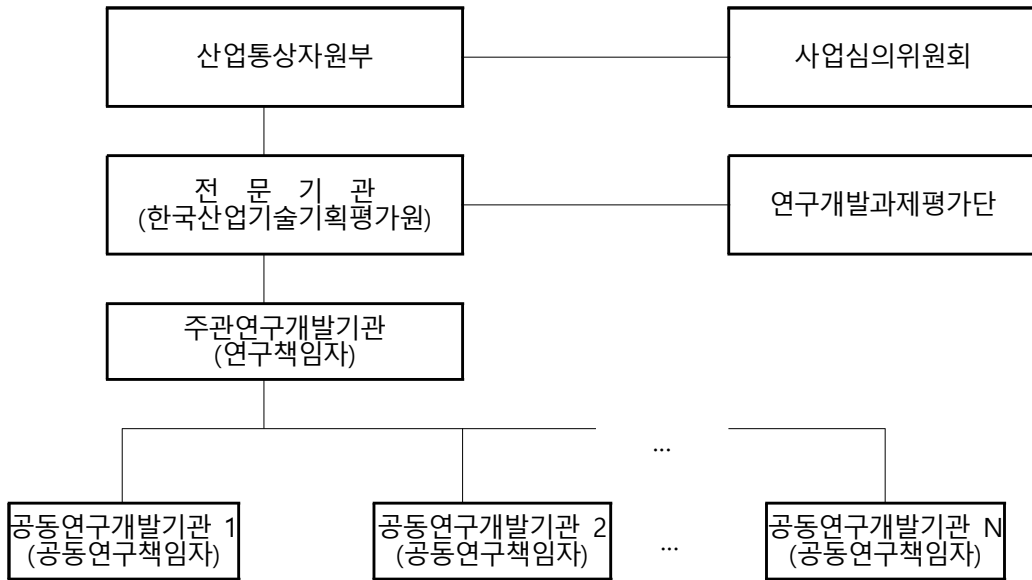 산업통상자원부
사업심의위원회
전 문 기 관
(한국산업기술기획평가원)
연구개발과제평가단
주관연구개발기관
(연구책임자)
...
공동연구개발기관 1
(공동연구책임자)
공동연구개발기관 2
(공동연구책임자)
...
공동연구개발기관 N
(공동연구책임자)